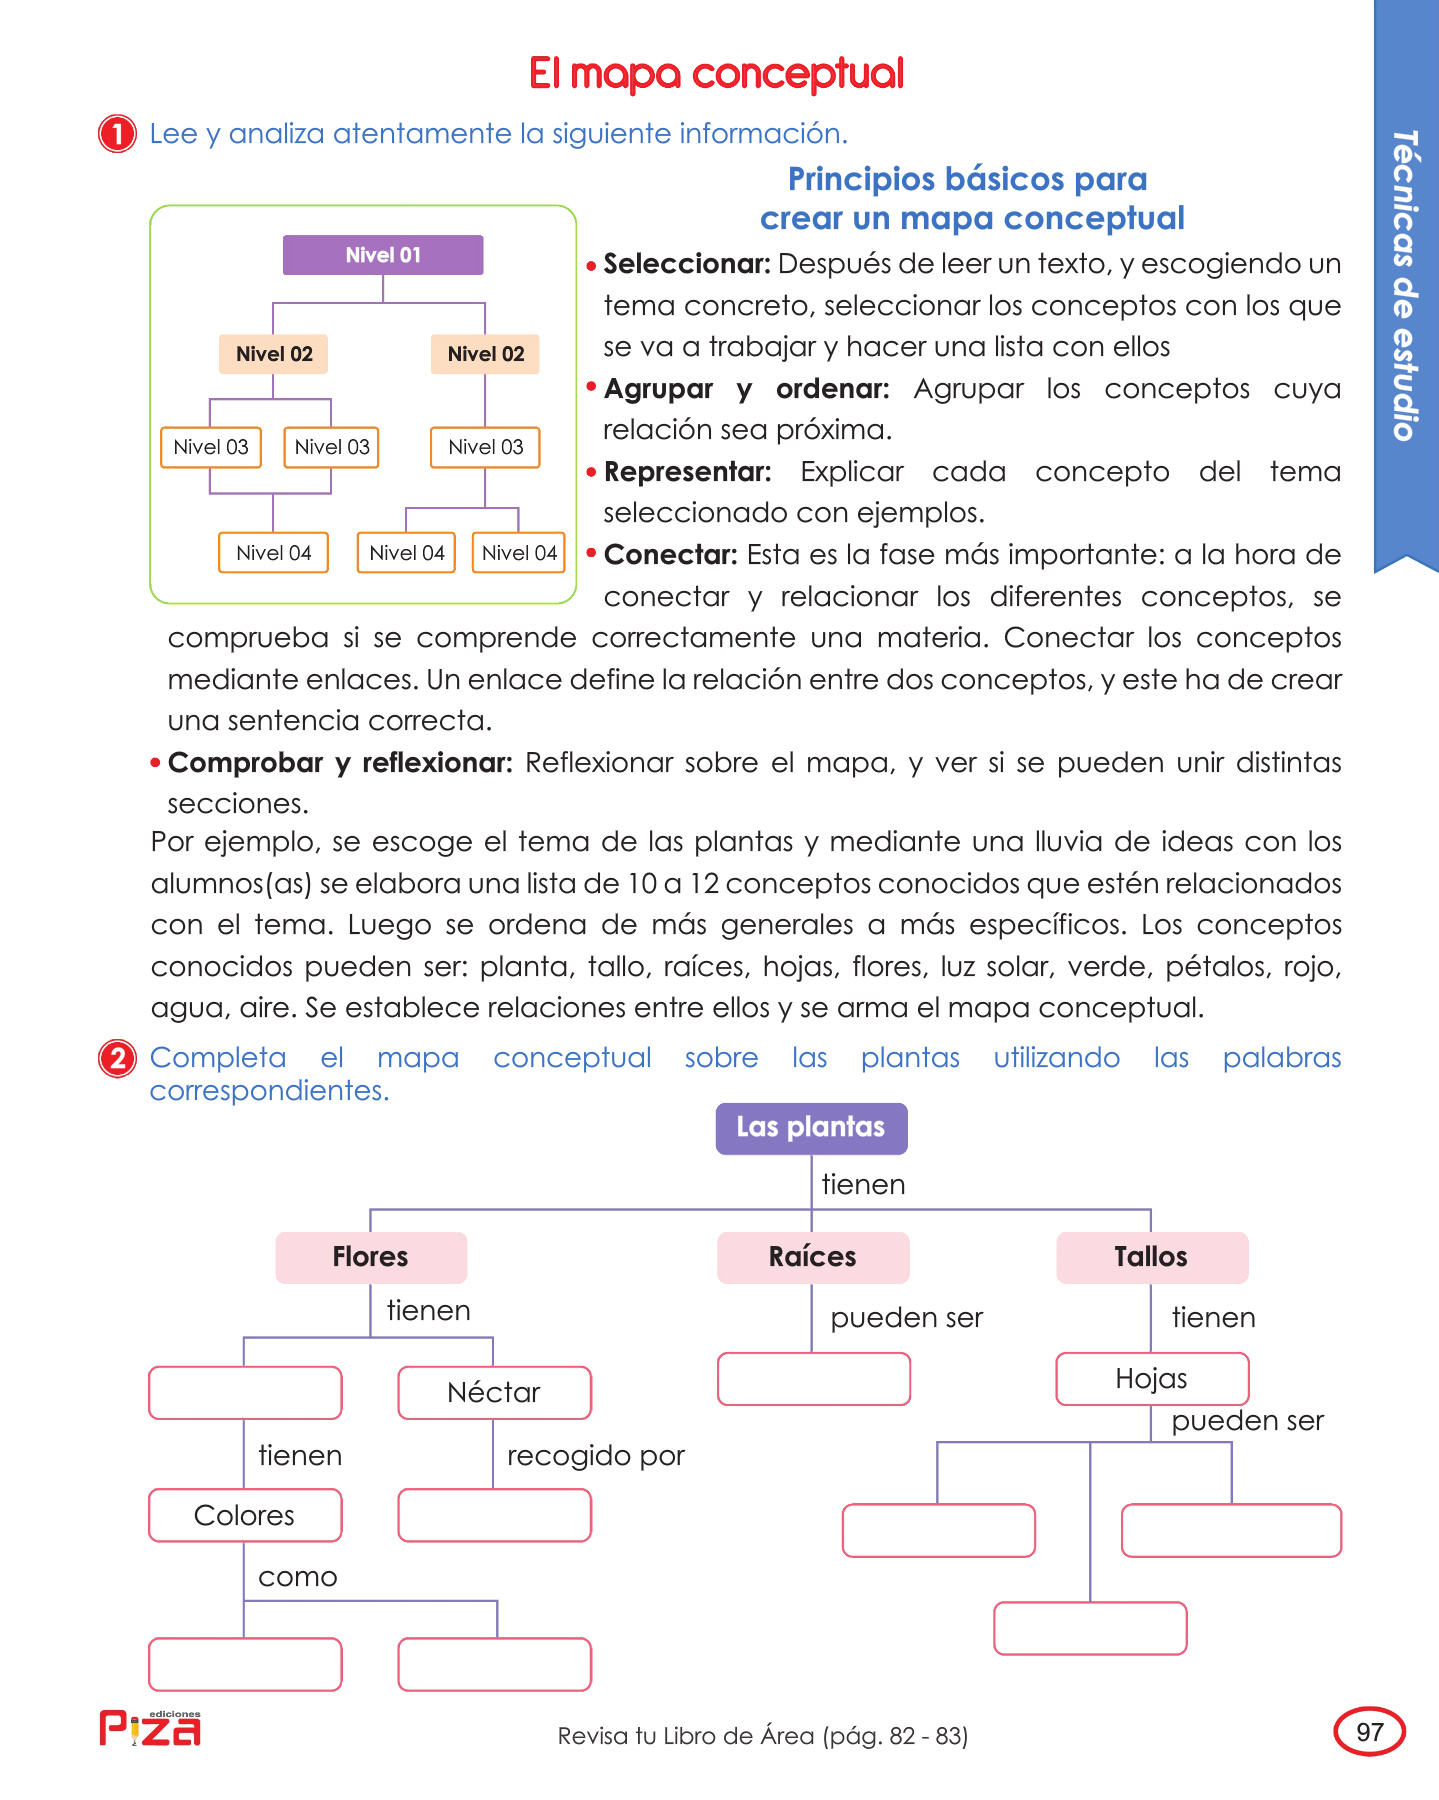 El mapa conceptual
1 Lee y analiza atentamente la siguiente información.
Principios básicos para
crear un mapa conceptual
Nivel 01
Nivel 02 Nivel 02
Nivel 03 Nivel 03 Nivel 03
Nivel 04 Nivel 04 Nivel 04
• Seleccionar: Después de leer un texto, y escogiendo un
tema concreto, seleccionar los conceptos con los que
se va a trabajar y hacer una lista con ellos
• Agrupar y ordenar: Agrupar los conceptos cuya
relación sea próxima.
• Representar: Explicar cada concepto del tema
seleccionado con ejemplos.
• Conectar: Esta es la fase más importante: a la hora de
conectar y relacionar los diferentes conceptos, se
comprueba si se comprende correctamente una materia. Conectar los conceptos
mediante enlaces. Un enlace define la relación entre dos conceptos, y este ha de crear
una sentencia correcta.
• Comprobar y reflexionar: Reflexionar sobre el mapa, y ver si se pueden unir distintas
secciones.
Por ejemplo, se escoge el tema de las plantas y mediante una lluvia de ideas con los
alumnos(as) se elabora una lista de 10 a 12 conceptos conocidos que estén relacionados
con el tema. Luego se ordena de más generales a más específicos. Los conceptos
conocidos pueden ser: planta, tallo, raíces, hojas, flores, luz solar, verde, pétalos, rojo,
agua, aire. Se establece relaciones entre ellos y se arma el mapa conceptual.
2 Completa el mapa conceptual sobre las plantas utilizando las palabras
correspondientes.
Las plantas
tienen
Flores Raíces Tallos
tienen pueden ser tienen
Néctar Hojas
pueden ser
tienen recogido por
Colores
como
ediciones
Piza
Revisa tu Libro de Área (pág. 82 - 83)
97
Técnicas de estudio